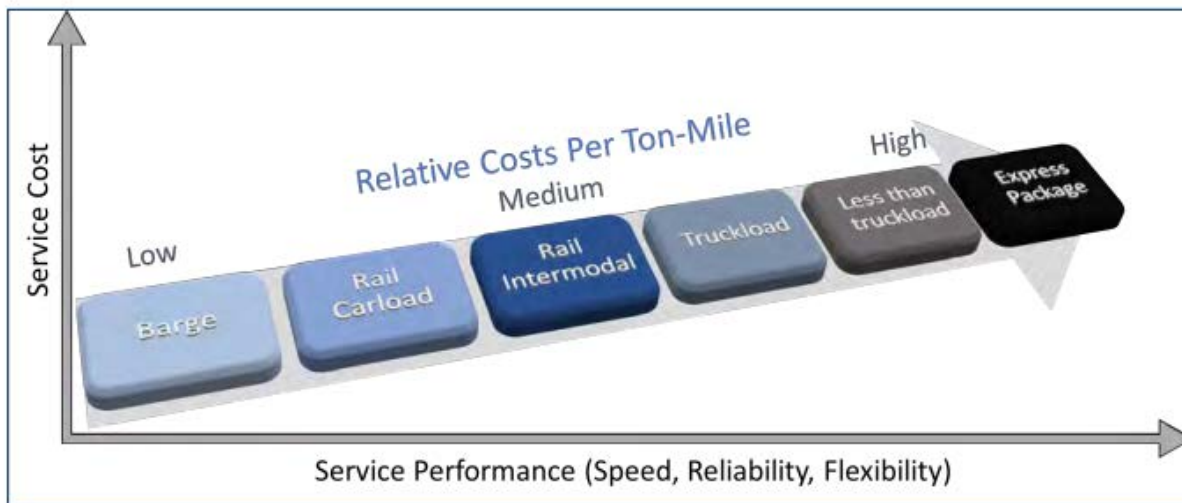 Service Cost
Relative Costs Per Ton-Mile
Low
Medium
High
Barge
Rail
Carload
Rail
Intermodal
Truckload
Less than
truckload
Express
Package
Service Performance (Speed, Reliability, Flexibility)